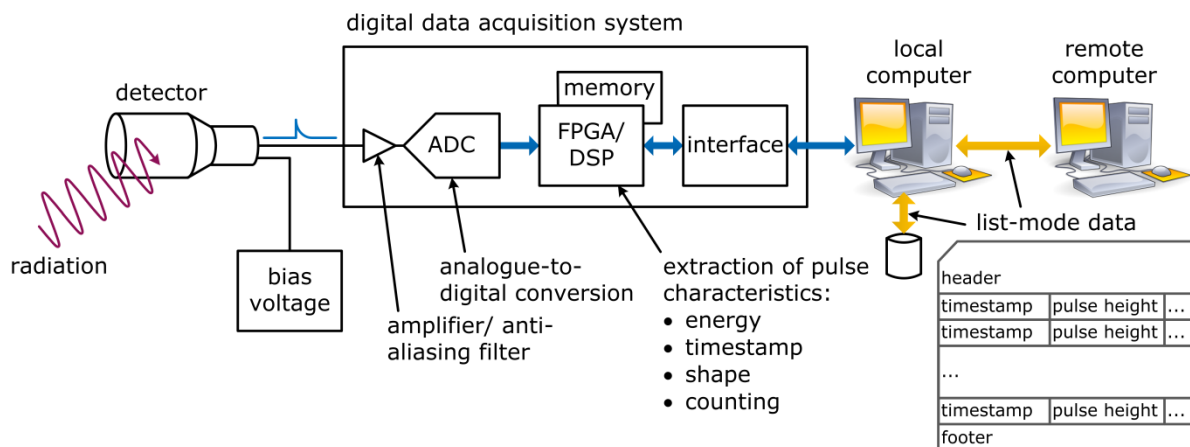 digital data acquisition system
local
computer
remote
computer
detector
memory
ADC
FPGA/
DSP
interface
radiation
bias
voltage
analogue-to-
digital conversion
amplifier/ anti-
aliasing filter
extraction of pulse
characteristics:
• energy
• timestamp
• shape
• counting
list-mode data
header
timestamp pulse height ...
timestamp pulse height ...
...
timestamp pulse height ...
footer